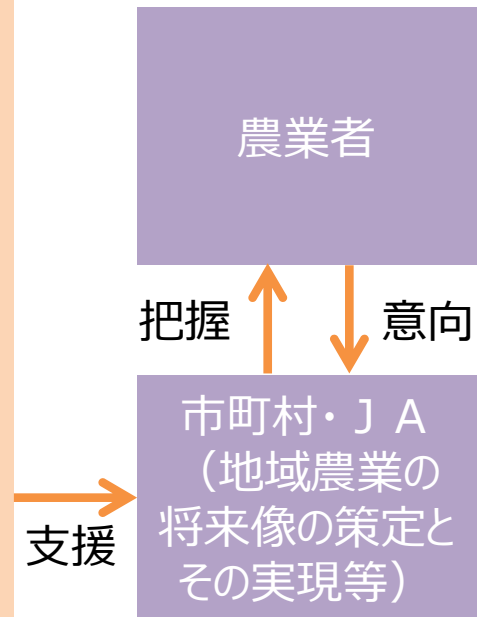 農業者
把握
意向
市町村・ＪＡ
（地域農業の
将来像の策定と
その実現等）
支援